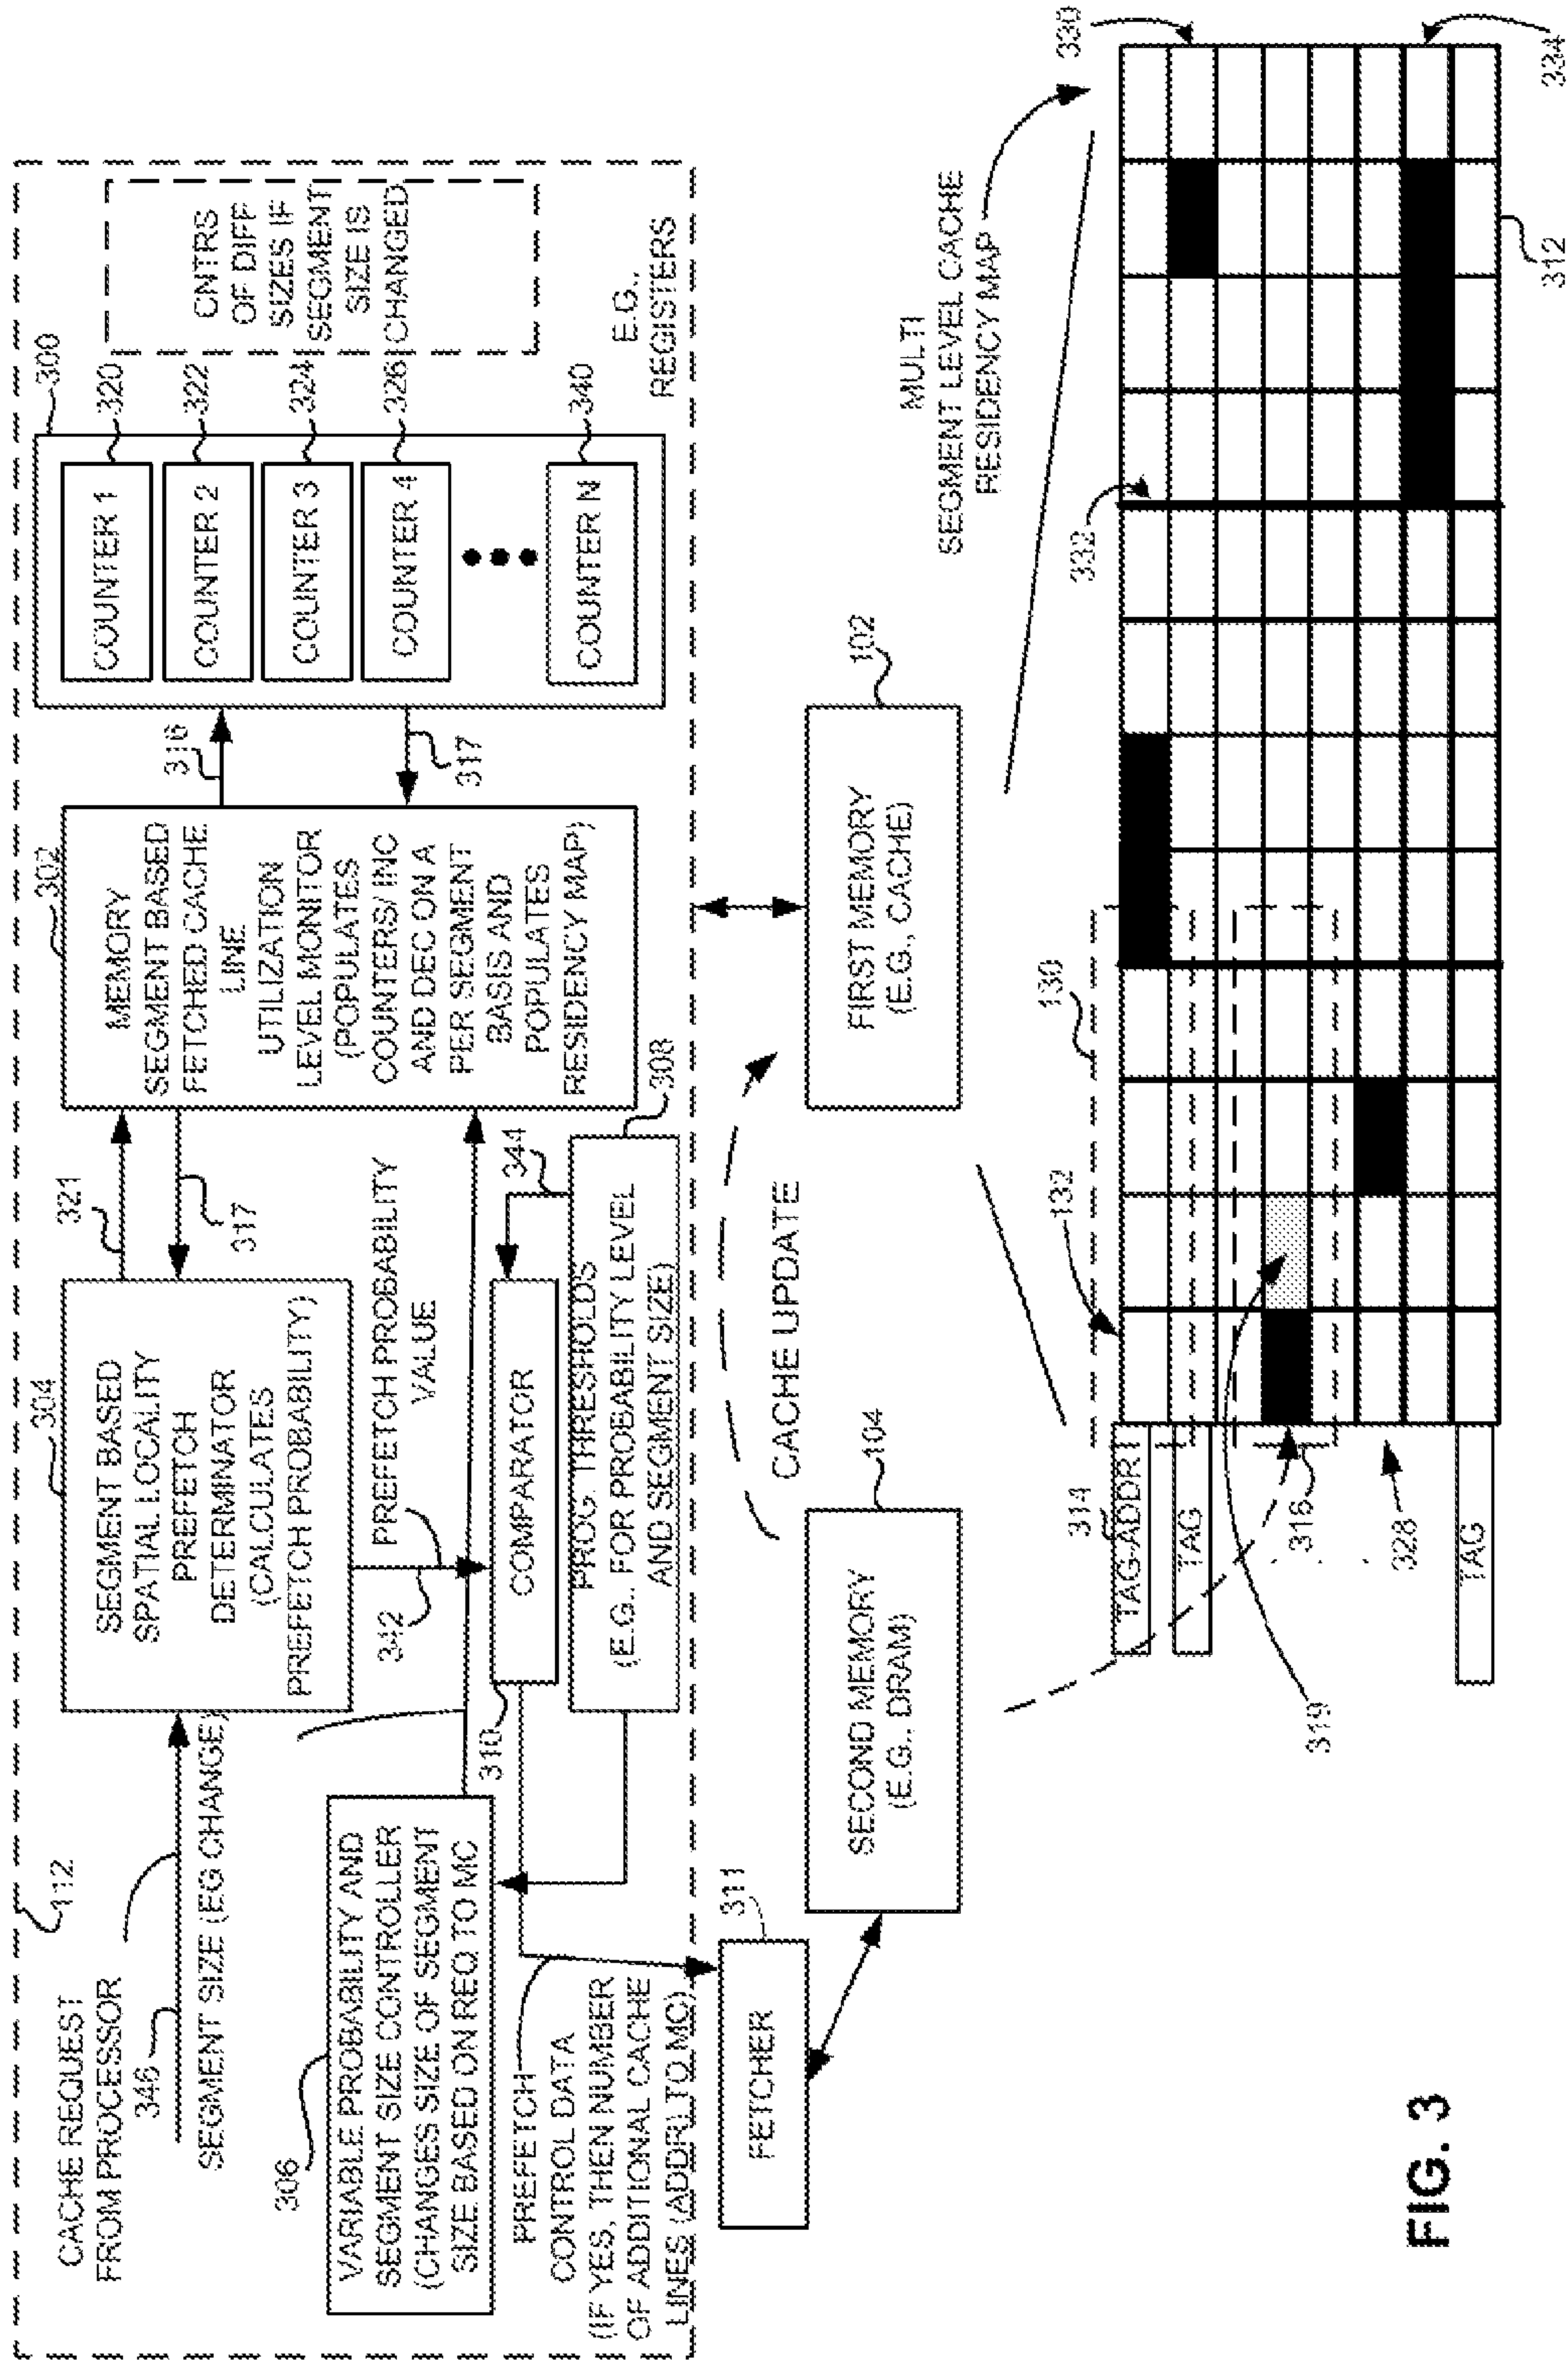 112
CACHE REQUEST
FROM PROCESSOR
346
SEGMENT SIZE (EG CHANGE)
304
SEGMENT BASED
SPATIAL LOCALITY
PREFETCH
DETERMINATOR
(CALCULATES
PREFETCH PROBABILITY)
321
317
302
MEMORY
SEGMENT BASED
FETCHED CACHE
LINE
UTILIZATION
LEVEL MONITOR
(POPULATES
COUNTERS/ INC
AND DEC ON A
PER SEGMENT
BASIS AND
POPULATES
RESIDENCY MAP)
316
317
300
COUNTER 1
COUNTER 2
COUNTER 3
COUNTER 4
COUNTER N
320
322
324
326
340
CNTRS
OF DIFF
SIZES IF
SEGMENT
SIZE IS
CHANGED
E.G.,
REGISTERS
306
VARIABLE PROBABILITY AND
SEGMENT SIZE CONTROLLER
(CHANGES SIZE OF SEGMENT
SIZE BASED ON REQ TO MC
342
PREFETCH PROBABILITY
VALUE
310
COMPARATOR
344
308
PROG. THRESHOLDS
(E.G.. FOR PROBABILITY LEVEL
AND SEGMENT SIZE)
PREFETCH
CONTROL DATA
(IF YES, THEN NUMBER
OF ADDITIONAL CACHE
LINES (ADDR) TO MC)
311
FETCHER
104
SECOND MEMORY
(E.G., DRAM)
CACHE UPDATE
102
FIRST MEMORY
(E.G., CACHE)
MULTI
SEGMENT LEVEL CACHE
RESIDENCY MAP
330
332
130
132
314
TAG-ADDR1
TAG
318
328
TAG
319
312
334
FIG. 3